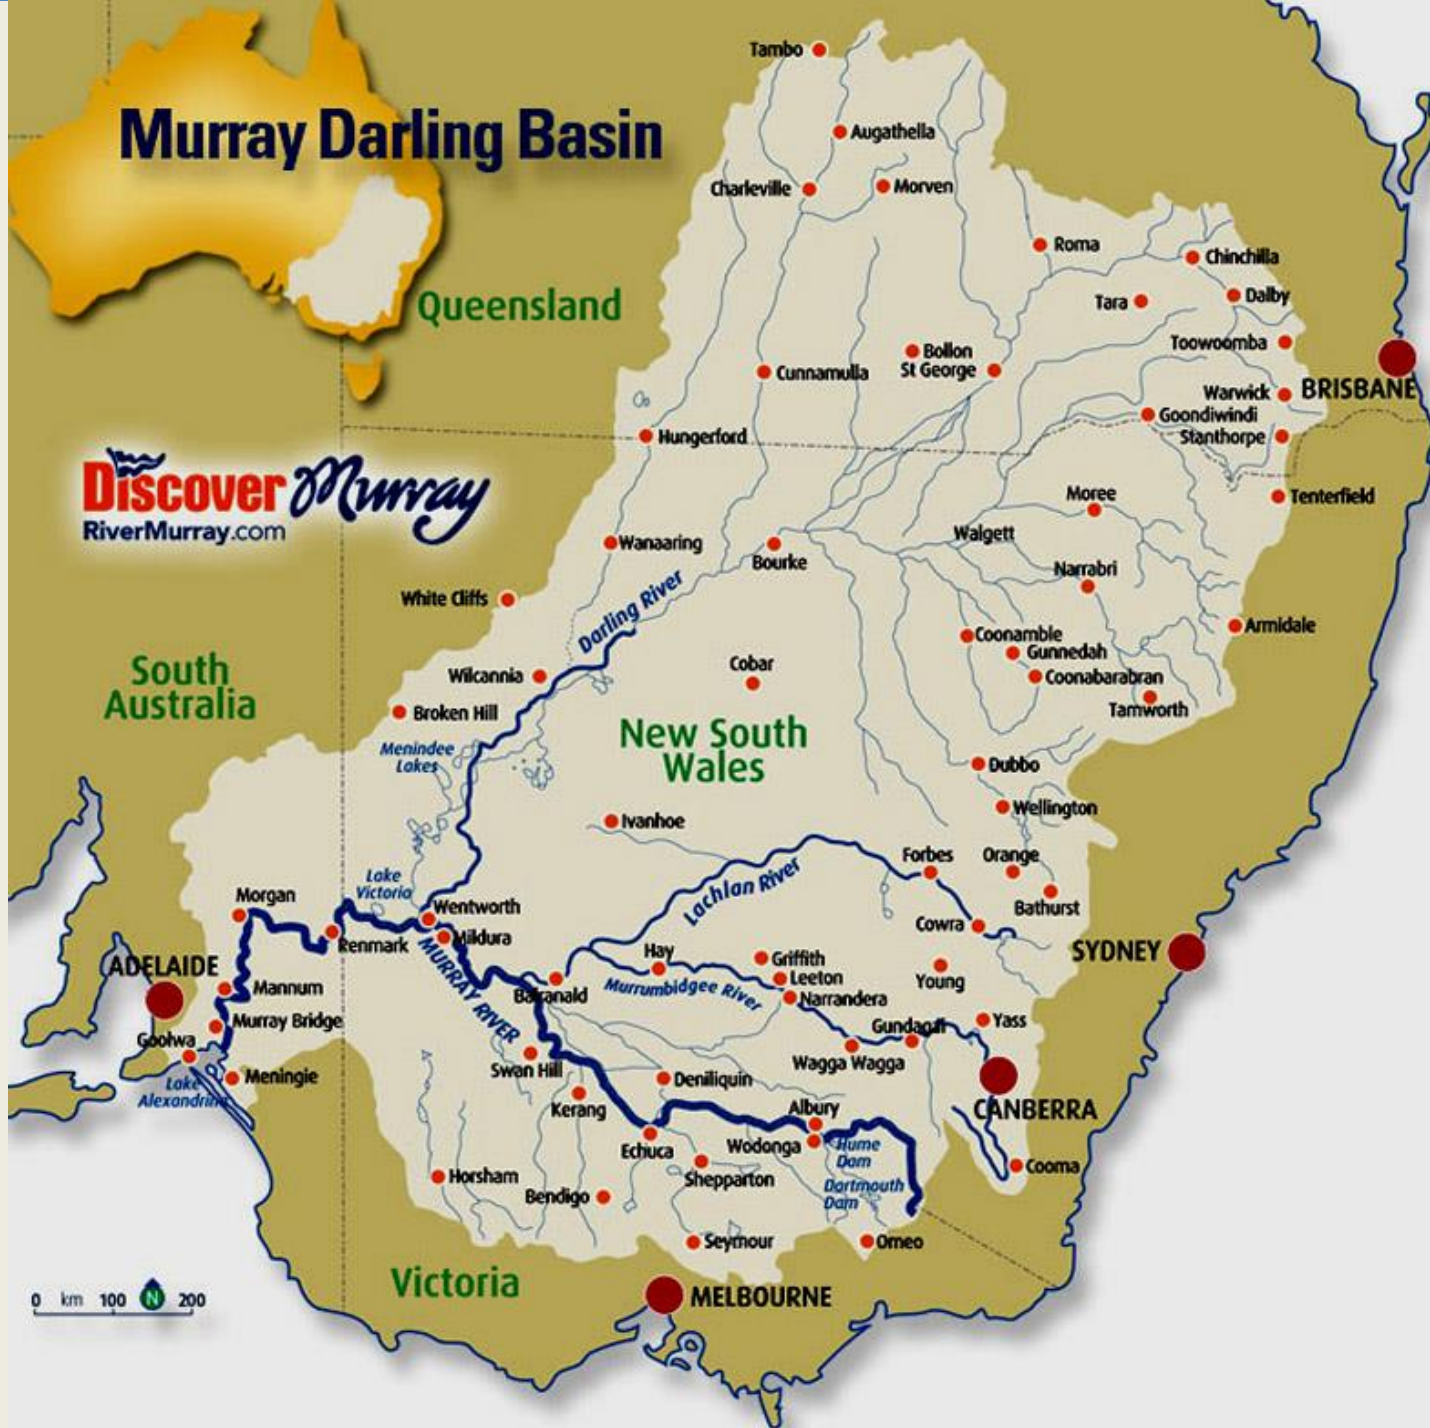 Murray Darling Basin
Queensland
Discover Murray
RiverMurray.com
South
Australia
New South
Wales
Victoria
Tambo
Augathella
Charleville
Morven
Roma
Chinchilla
Tara
Dalby
Toowoomba
Bollon
St George
Cunnamulla
Warwick
BRISBANE
Goondiwindi
Stanthorpe
Hungerford
Moree
Tenterfield
Walgett
Wanaaring
Bourke
Narrabri
White Cliffs
Darling River
Armidale
Coonamble
Gunnedah
Wilcannia
Cobar
Coonabarabran
Broken Hill
Tamworth
Menindee
Lakes
Dubbo
Wellington
Ivanhoe
Forbes
Orange
Lake
Victoria
Lachlan River
Morgan
Wentworth
Bathurst
Cowra
Renmark
Mildura
MURRAY RIVER
Hay
Griffith
SYDNEY
ADELAIDE
Leeton
Young
Mannum
Balranald
Murrumbidgee River
Narrandera
Murray Bridge
Gundagai
Yass
Goolwa
Wagga Wagga
Swan Hill
Meningie
Deniliquin
Lake
Alexandrina
Kerang
Albury
CANBERRA
Echuca
Wodonga
Hume
Dam
Cooma
Horsham
Shepparton
Dartmouth
Dam
Bendigo
Seymour
Omeo
MELBOURNE
0 km 100 N 200